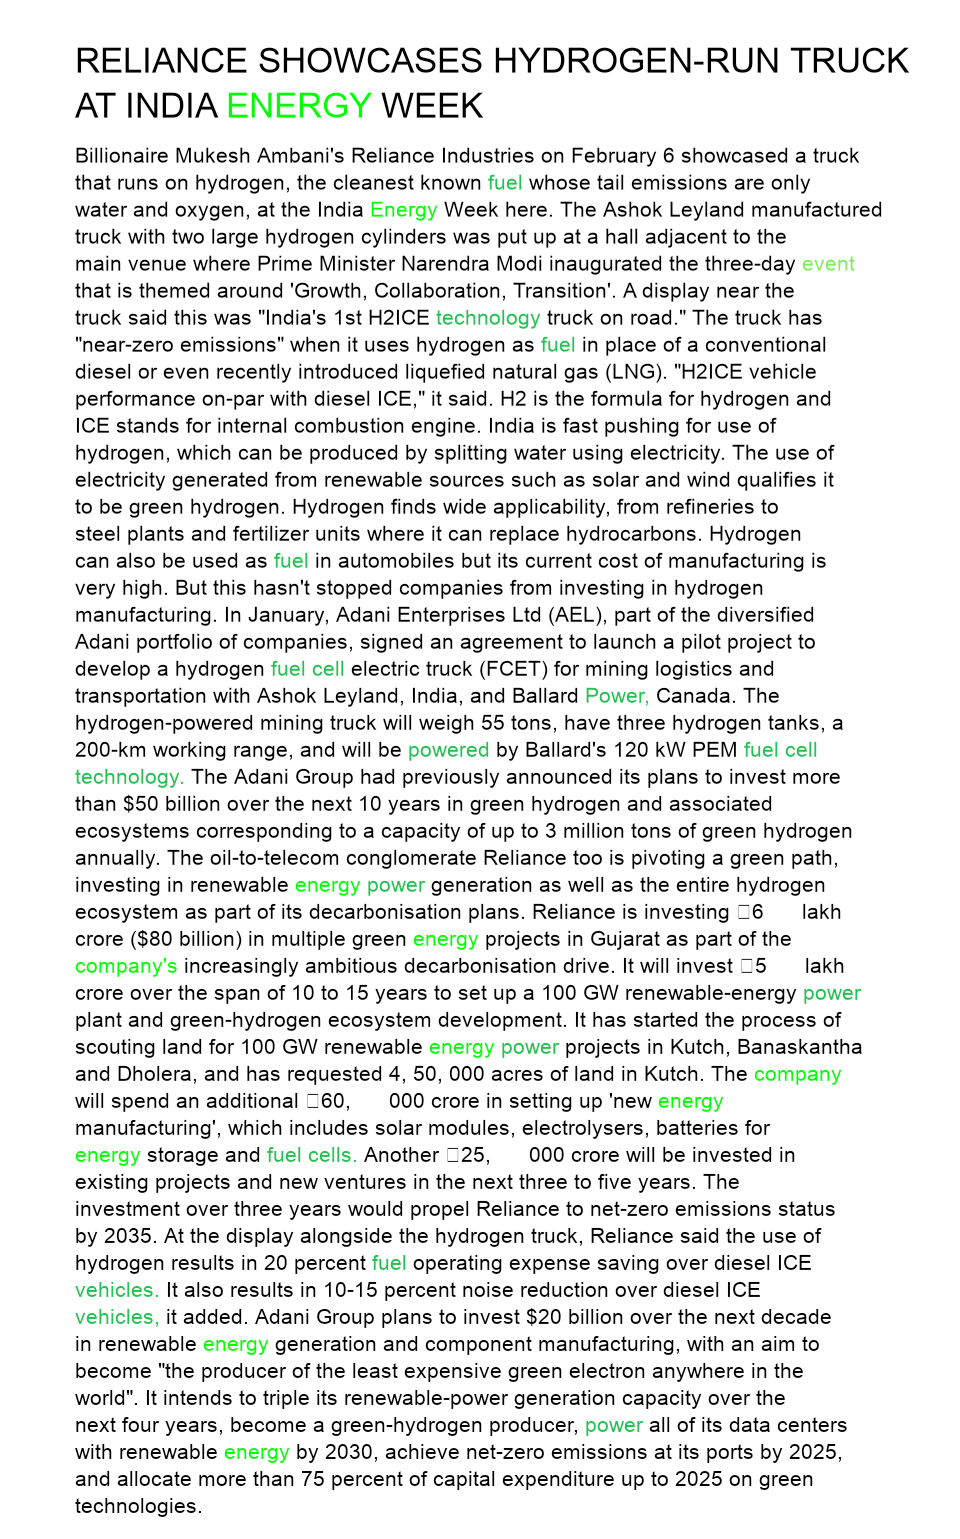 RELIANCE SHOWCASES HYDROGEN-RUN TRUCK
AT INDIA ENERGY WEEK
Billionaire Mukesh Ambani's Reliance Industries on February 6 showcased a truck
that runs on hydrogen, the cleanest known fuel whose tail emissions are only
water and oxygen, at the India Energy Week here. The Ashok Leyland manufactured
truck with two large hydrogen cylinders was put up at a hall adjacent to the
main venue where Prime Minister Narendra Modi inaugurated the three-day event
that is themed around 'Growth, Collaboration, Transition'. A display near the
truck said this was "India's 1st H2ICE technology truck on road." The truck has
"near-zero emissions" when it uses hydrogen as fuel in place of a conventional
diesel or even recently introduced liquefied natural gas (LNG). "H2ICE vehicle
performance on-par with diesel ICE," it said. H2 is the formula for hydrogen and
ICE stands for internal combustion engine. India is fast pushing for use of
hydrogen, which can be produced by splitting water using electricity. The use of
electricity generated from renewable sources such as solar and wind qualifies it
to be green hydrogen. Hydrogen finds wide applicability, from refineries to
steel plants and fertilizer units where it can replace hydrocarbons. Hydrogen
can also be used as fuel in automobiles but its current cost of manufacturing is
very high. But this hasn't stopped companies from investing in hydrogen
manufacturing. In January, Adani Enterprises Ltd (AEL), part of the diversified
Adani portfolio of companies, signed an agreement to launch a pilot project to
develop a hydrogen fuel cell electric truck (FCET) for mining logistics and
transportation with Ashok Leyland, India, and Ballard Power, Canada. The
hydrogen-powered mining truck will weigh 55 tons, have three hydrogen tanks, a
200-km working range, and will be powered by Ballard's 120 kW PEM fuel cell
technology. The Adani Group had previously announced its plans to invest more
than $50 billion over the next 10 years in green hydrogen and associated
ecosystems corresponding to a capacity of up to 3 million tons of green hydrogen
annually. The oil-to-telecom conglomerate Reliance too is pivoting a green path,
investing in renewable energy power generation as well as the entire hydrogen
ecosystem as part of its decarbonisation plans. Reliance is investing □6 lakh
crore ($80 billion) in multiple green energy projects in Gujarat as part of the
company's increasingly ambitious decarbonisation drive. It will invest □5 lakh
crore over the span of 10 to 15 years to set up a 100 GW renewable-energy power
plant and green-hydrogen ecosystem development. It has started the process of
scouting land for 100 GW renewable energy power projects in Kutch, Banaskantha
and Dholera, and has requested 4, 50, 000 acres of land in Kutch. The company
will spend an additional □60, 000 crore in setting up 'new energy
manufacturing', which includes solar modules, electrolysers, batteries for
energy storage and fuel cells. Another □25, 000 crore will be invested in
existing projects and new ventures in the next three to five years. The
investment over three years would propel Reliance to net-zero emissions status
by 2035. At the display alongside the hydrogen truck, Reliance said the use of
hydrogen results in 20 percent fuel operating expense saving over diesel ICE
vehicles. It also results in 10-15 percent noise reduction over diesel ICE
vehicles, it added. Adani Group plans to invest $20 billion over the next decade
in renewable energy generation and component manufacturing, with an aim to
become "the producer of the least expensive green electron anywhere in the
world". It intends to triple its renewable-power generation capacity over the
next four years, become a green-hydrogen producer, power all of its data centers
with renewable energy by 2030, achieve net-zero emissions at its ports by 2025,
and allocate more than 75 percent of capital expenditure up to 2025 on green
technologies.